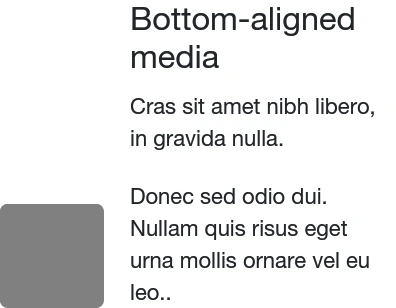 Bottom-aligned
media
Cras sit amet nibh libero,
in gravida nulla.
Donec sed odio dui.
Nullam quis risus eget
urna mollis ornare vel eu
leo..